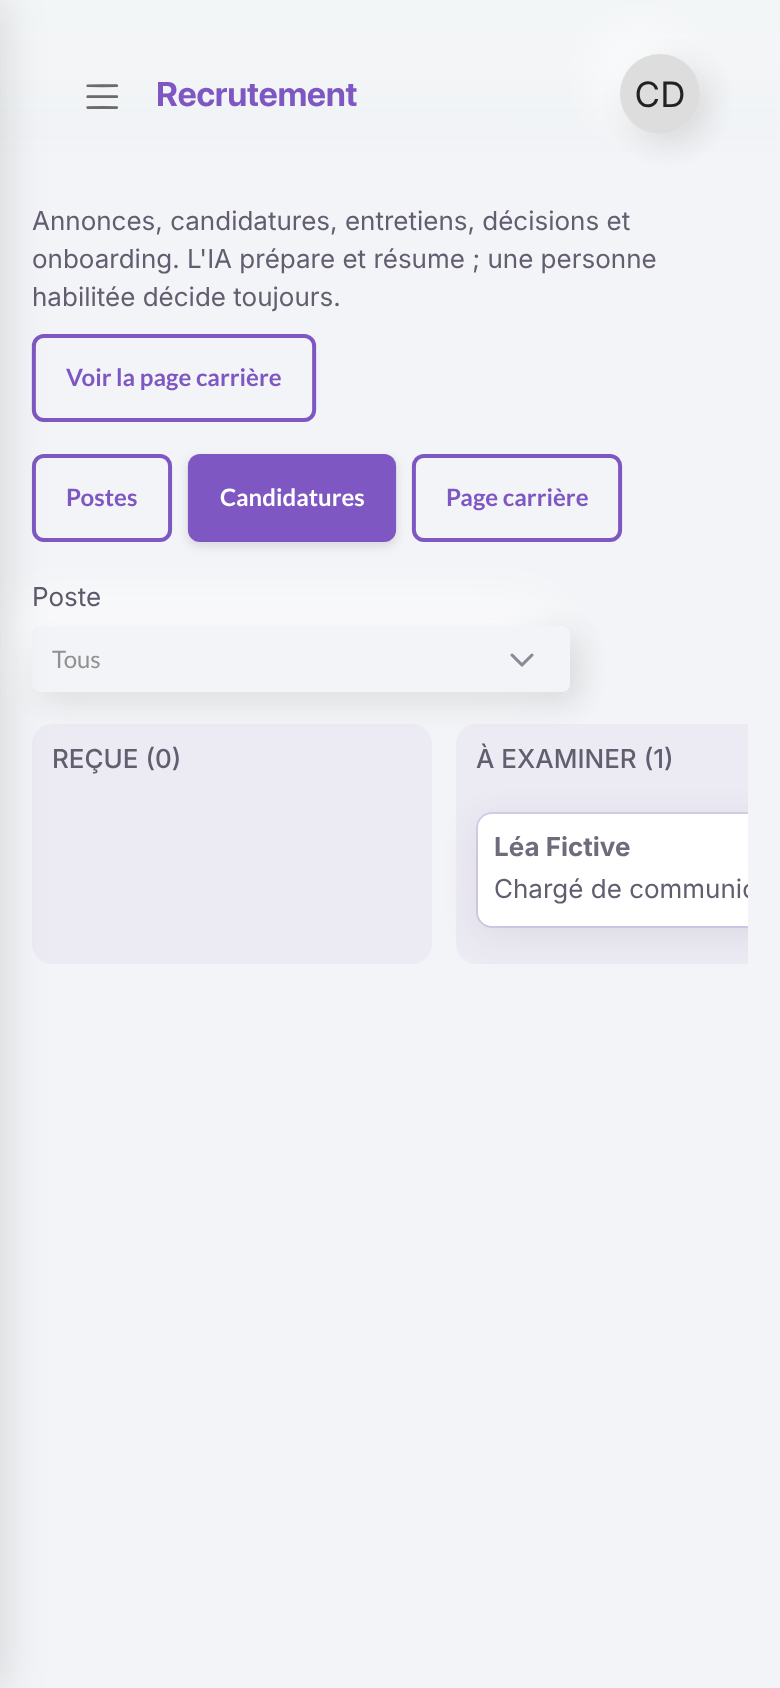 Recrutement
CD
Annonces, candidatures, entretiens, décisions et
onboarding. L'IA prépare et résume ; une personne
habilitée décide toujours.
Voir la page carrière
Postes
Candidatures
Page carrière
Poste
Tous
REÇUE (0)
À EXAMINER (1)
Léa Fictive
Chargé de communic